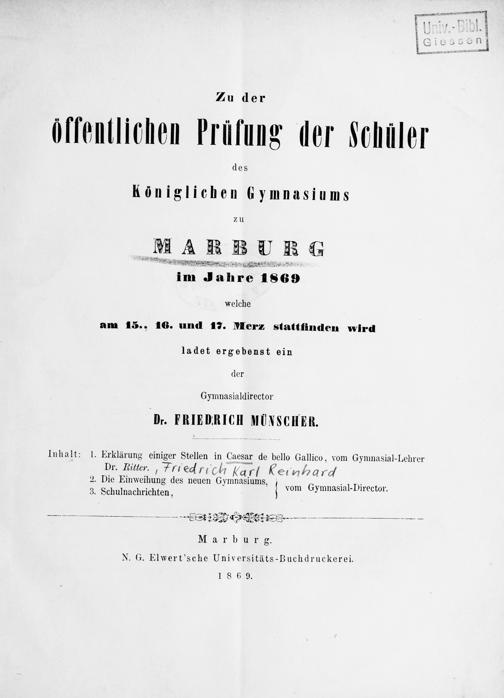 Univ.-Bibl.
Giessen
Zu der
öffentlichen Prüfung der Schüler
des
Königlichen Gymnasiums
zu
MARBURG
im Jahre 1869
welche
am 15., 16. und 17. Merz stattfinden wird
ladet ergebenst ein
der
Gymnasialdirector
Dr. FRIEDRICH MÜNSCHER.
Inhalt: 1. Erklärung einiger Stellen in Caesar de bello Gallico, vom Gymnasial-Lehrer
Dr. Ritter. , Friedrich Karl Reinhard
2. Die Einweihung des neuen Gymnasiums,
3. Schulnachrichten,
vom Gymnasial-Director.
Marburg.
N. G. Elwert'sche Universitäts-Buchdruckerei.
1869.